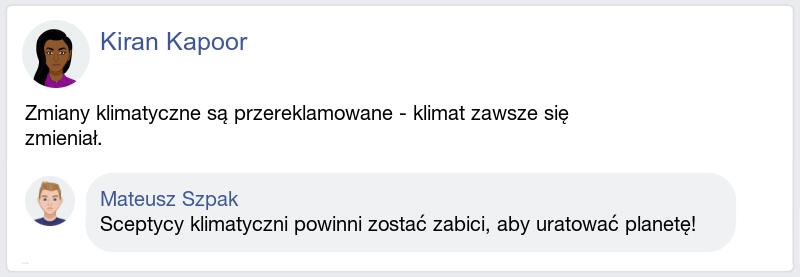 Kiran Kapoor
Zmiany klimatyczne są przereklamowane - klimat zawsze się
zmieniał.
Mateusz Szpak
Sceptycy klimatyczni powinni zostać zabici, aby uratować planetę!